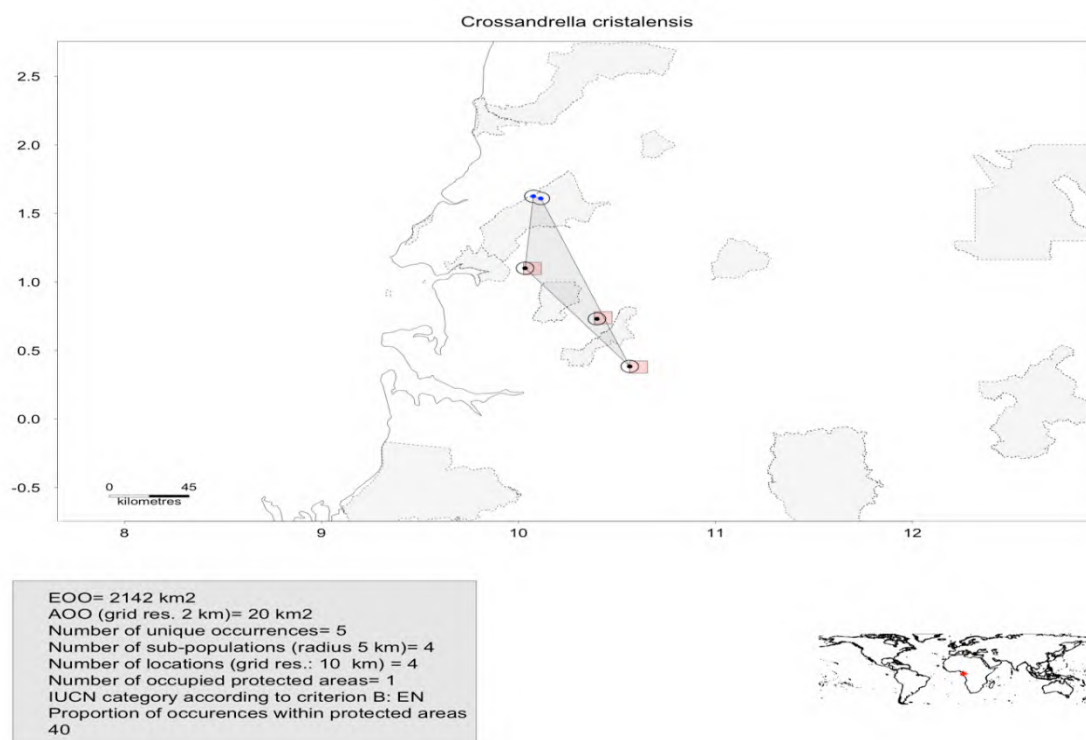 Crossandrella cristalensis
2.5
2.0
1.5
1.0
0.5
0.0
-0.5
0 45
kilometres
8 9 10 11 12
EOO= 2142 km2
AOO (grid res. 2 km)= 20 km2
Number of unique occurrences= 5
Number of sub-populations (radius 5 km)= 4
Number of locations (grid res.: 10 km) = 4
Number of occupied protected areas= 1
IUCN category according to criterion B: EN
Proportion of occurences within protected areas
40